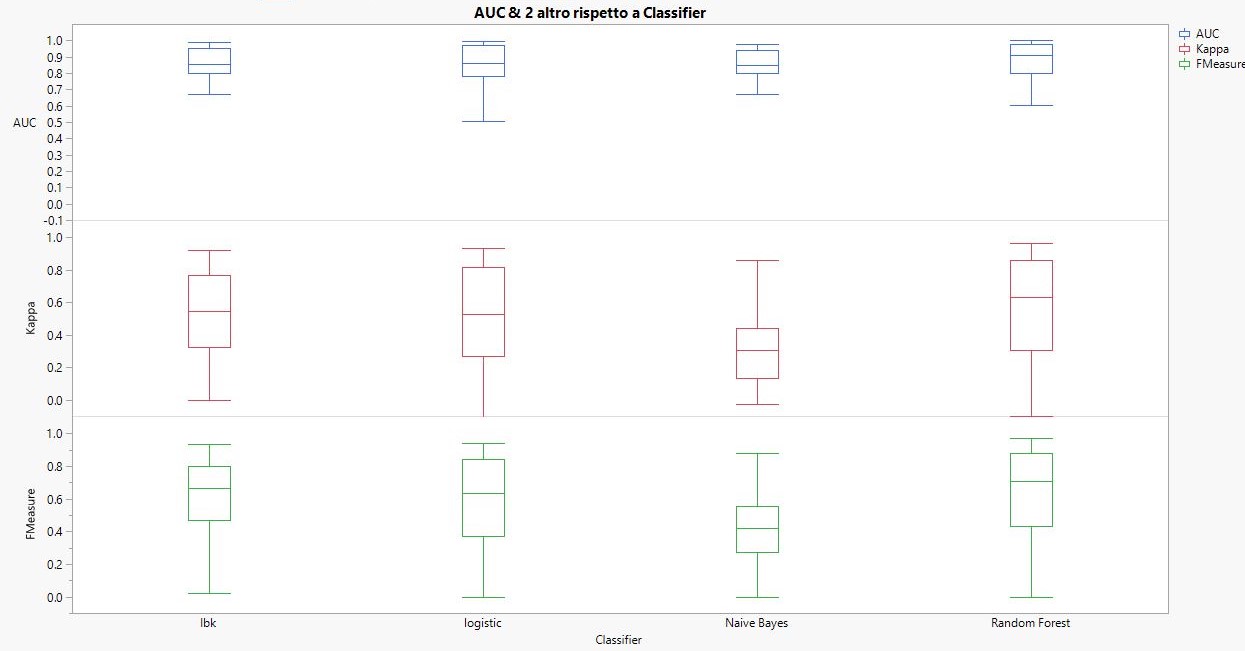 AUC & 2 altro rispetto a Classifier
AUC
Kappa
FMeasure
AUC
1.0
0.9
0.8
0.7
0.6
0.5
0.4
0.3
0.2
0.1
0.0
-0.1
Kappa
1.0
0.8
0.6
0.4
0.2
0.0
FMeasure
1.0
0.8
0.6
0.4
0.2
0.0
Ibk
logistic
Naive Bayes
Random Forest
Classifier